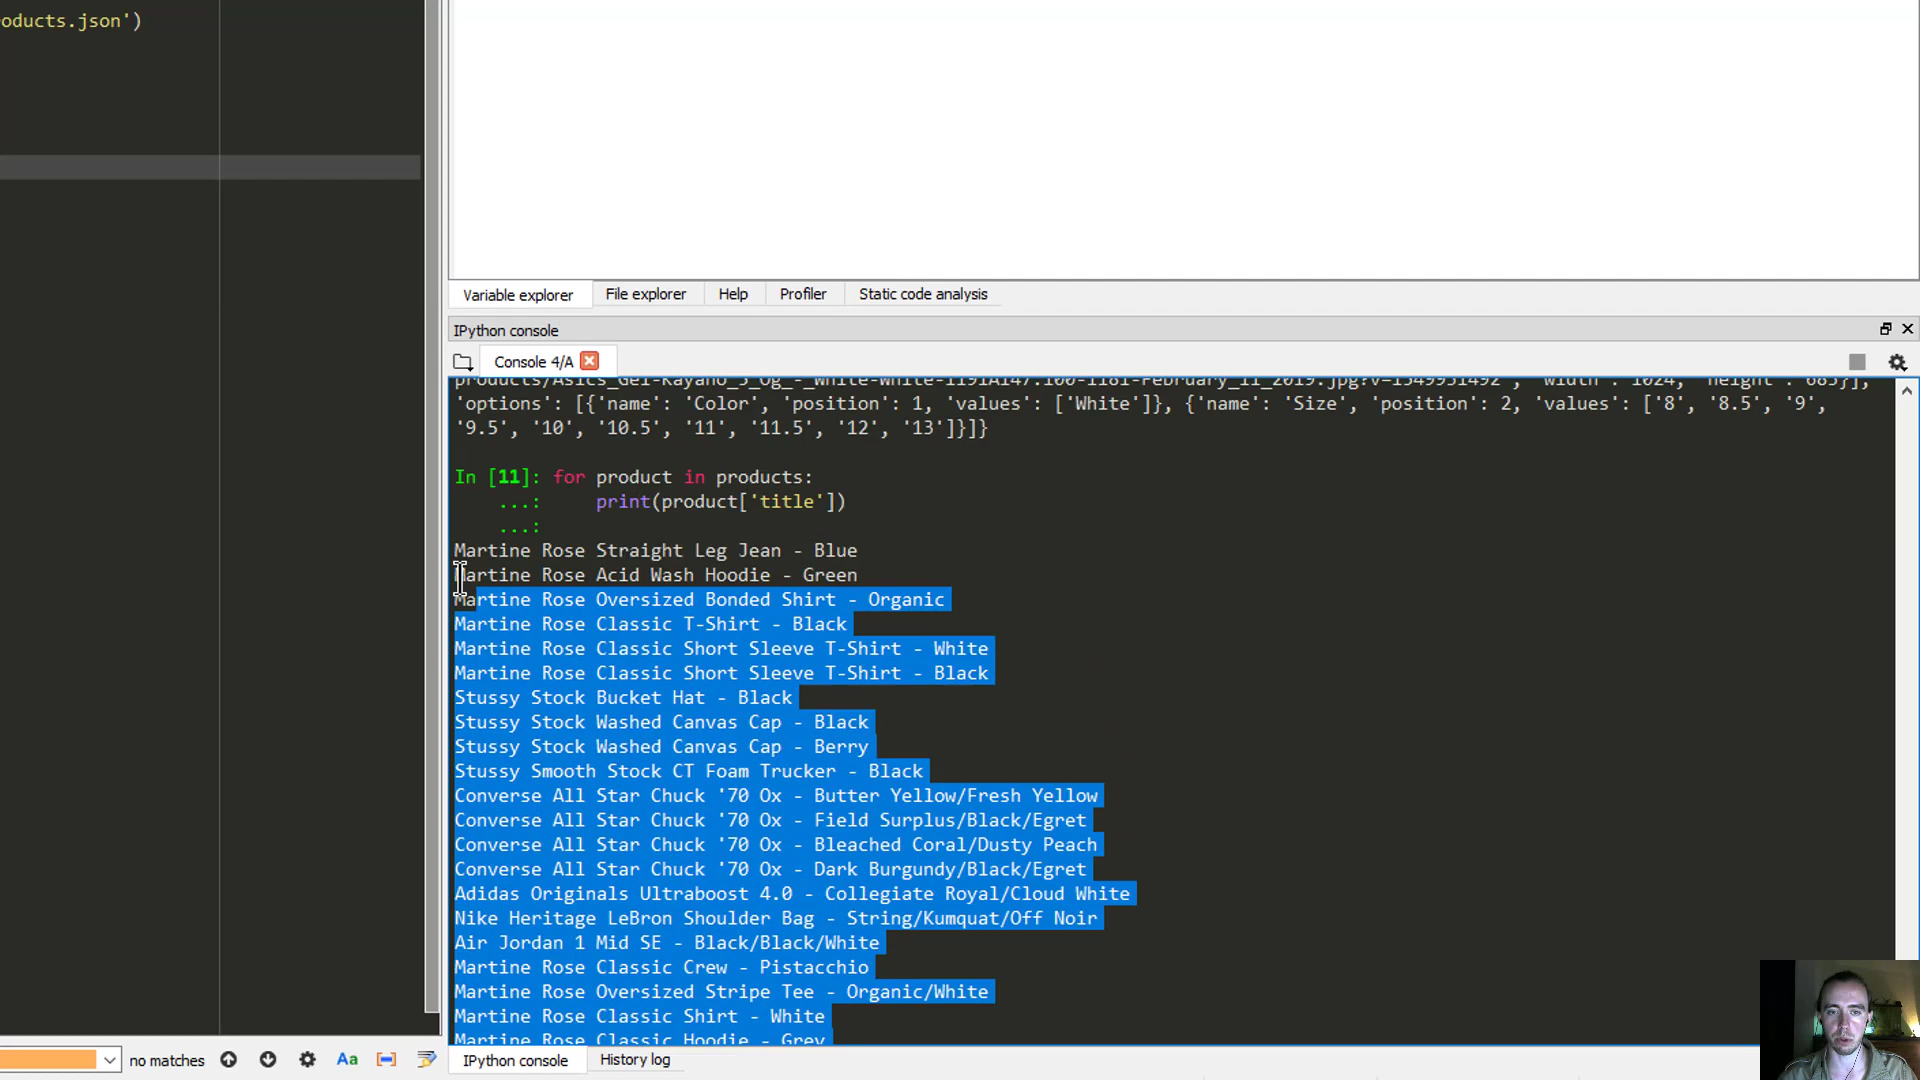 oducts.json')
Variable explorer File explorer Help Profiler Static code analysis
IPython console
Console 4/A
products/Asics_Gel-Kayano_5_Og_-_White-White-1191A147.100-1181-February_11_2019.jpg?v=1549951492', 'width': 1024, 'height': 685}],
'options': [{'name': 'Color', 'position': 1, 'values': ['White']}, {'name': 'Size', 'position': 2, 'values': ['8', '8.5', '9',
'9.5', '10', '10.5', '11', '11.5', '12', '13']}]}
In [11]: for product in products:
...:     print(product['title'])
...:
Martine Rose Straight Leg Jean - Blue
Martine Rose Acid Wash Hoodie - Green
Martine Rose Oversized Bonded Shirt - Organic
Martine Rose Classic T-Shirt - Black
Martine Rose Classic Short Sleeve T-Shirt - White
Martine Rose Classic Short Sleeve T-Shirt - Black
Stussy Stock Bucket Hat - Black
Stussy Stock Washed Canvas Cap - Black
Stussy Stock Washed Canvas Cap - Berry
Stussy Smooth Stock CT Foam Trucker - Black
Converse All Star Chuck '70 Ox - Butter Yellow/Fresh Yellow
Converse All Star Chuck '70 Ox - Field Surplus/Black/Egret
Converse All Star Chuck '70 Ox - Bleached Coral/Dusty Peach
Converse All Star Chuck '70 Ox - Dark Burgundy/Black/Egret
Adidas Originals Ultraboost 4.0 - Collegiate Royal/Cloud White
Nike Heritage LeBron Shoulder Bag - String/Kumquat/Off Noir
Air Jordan 1 Mid SE - Black/Black/White
Martine Rose Classic Crew - Pistacchio
Martine Rose Oversized Stripe Tee - Organic/White
Martine Rose Classic Shirt - White
Martine Rose Classic Hoodie - Grey
no matches Aa IPython console History log